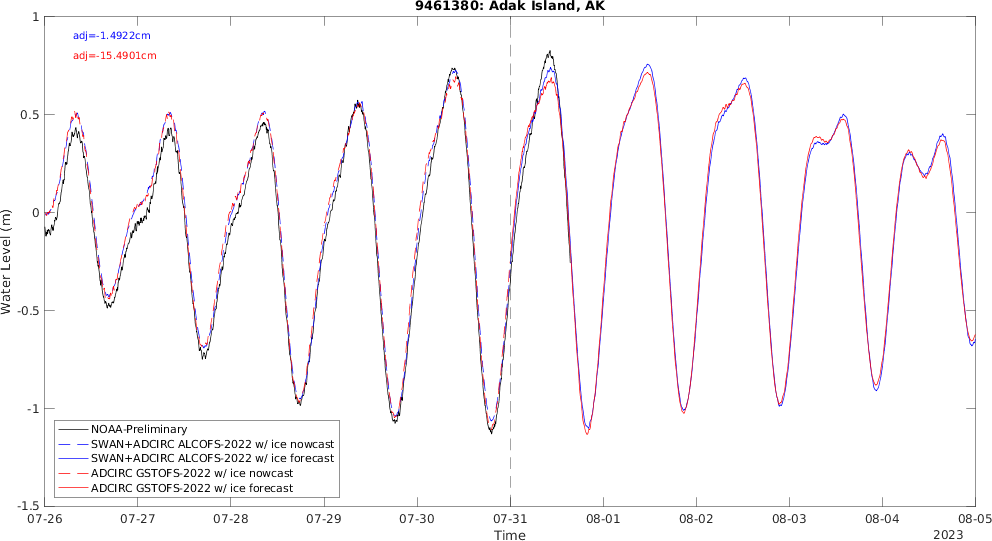 9461380: Adak Island, AK
adj=-1.4922cm
adj=-15.4901cm
Water Level (m)
1
0.5
0
-0.5
-1
-1.5
NOAA-Preliminary
SWAN+ADCIRC ALCOFS-2022 w/ ice nowcast
SWAN+ADCIRC ALCOFS-2022 w/ ice forecast
ADCIRC GSTOFS-2022 w/ ice nowcast
ADCIRC GSTOFS-2022 w/ ice forecast
07-26 07-27 07-28 07-29 07-30 07-31 08-01 08-02 08-03 08-04 08-05
Time
2023